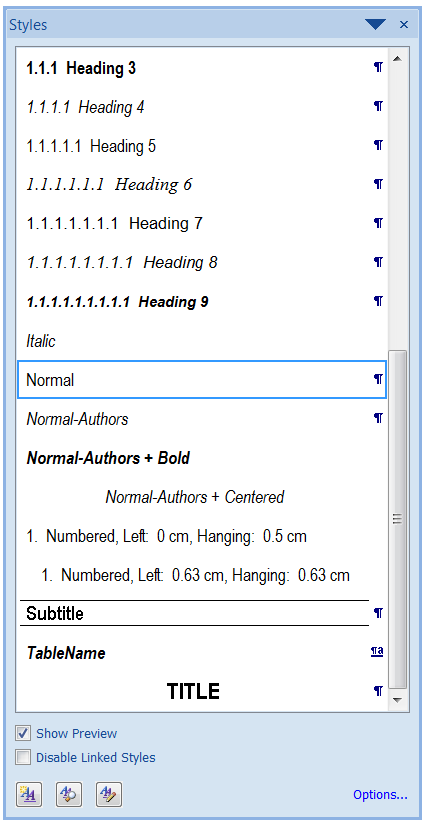 Styles
1.1.1 Heading 3 ¶
1.1.1.1 Heading 4 ¶
1.1.1.1.1 Heading 5 ¶
1.1.1.1.1.1 Heading 6 ¶
1.1.1.1.1.1.1 Heading 7 ¶
1.1.1.1.1.1.1.1 Heading 8 ¶
1.1.1.1.1.1.1.1.1 Heading 9 ¶
Italic
Normal ¶
Normal-Authors ¶
Normal-Authors + Bold
Normal-Authors + Centered
1. Numbered, Left: 0 cm, Hanging: 0.5 cm
1. Numbered, Left: 0.63 cm, Hanging: 0.63 cm
Subtitle ¶
TableName ¶a
TITLE ¶
Show Preview
Disable Linked Styles
Options...